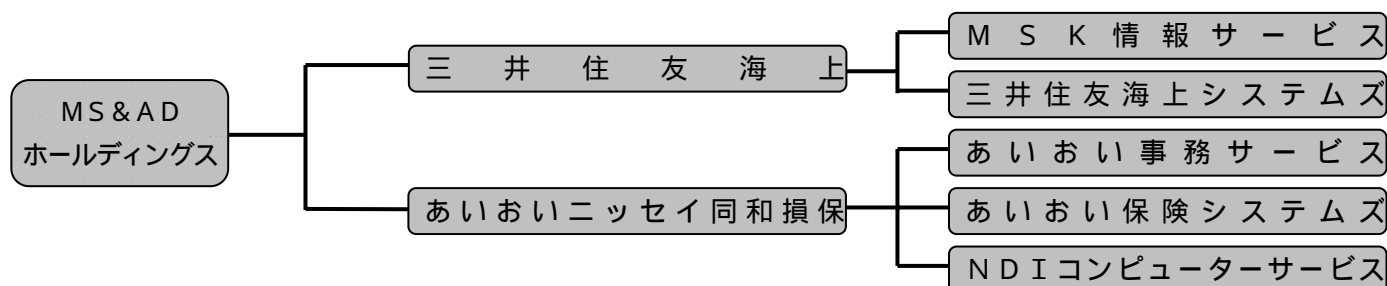 MS&AD
ホールディングス
三井住友海上
あいおいニッセイ同和損保
MSK情報サービス
三井住友海上システムズ
あいおい事務サービス
あいおい保険システムズ
NDIコンピューターサービス